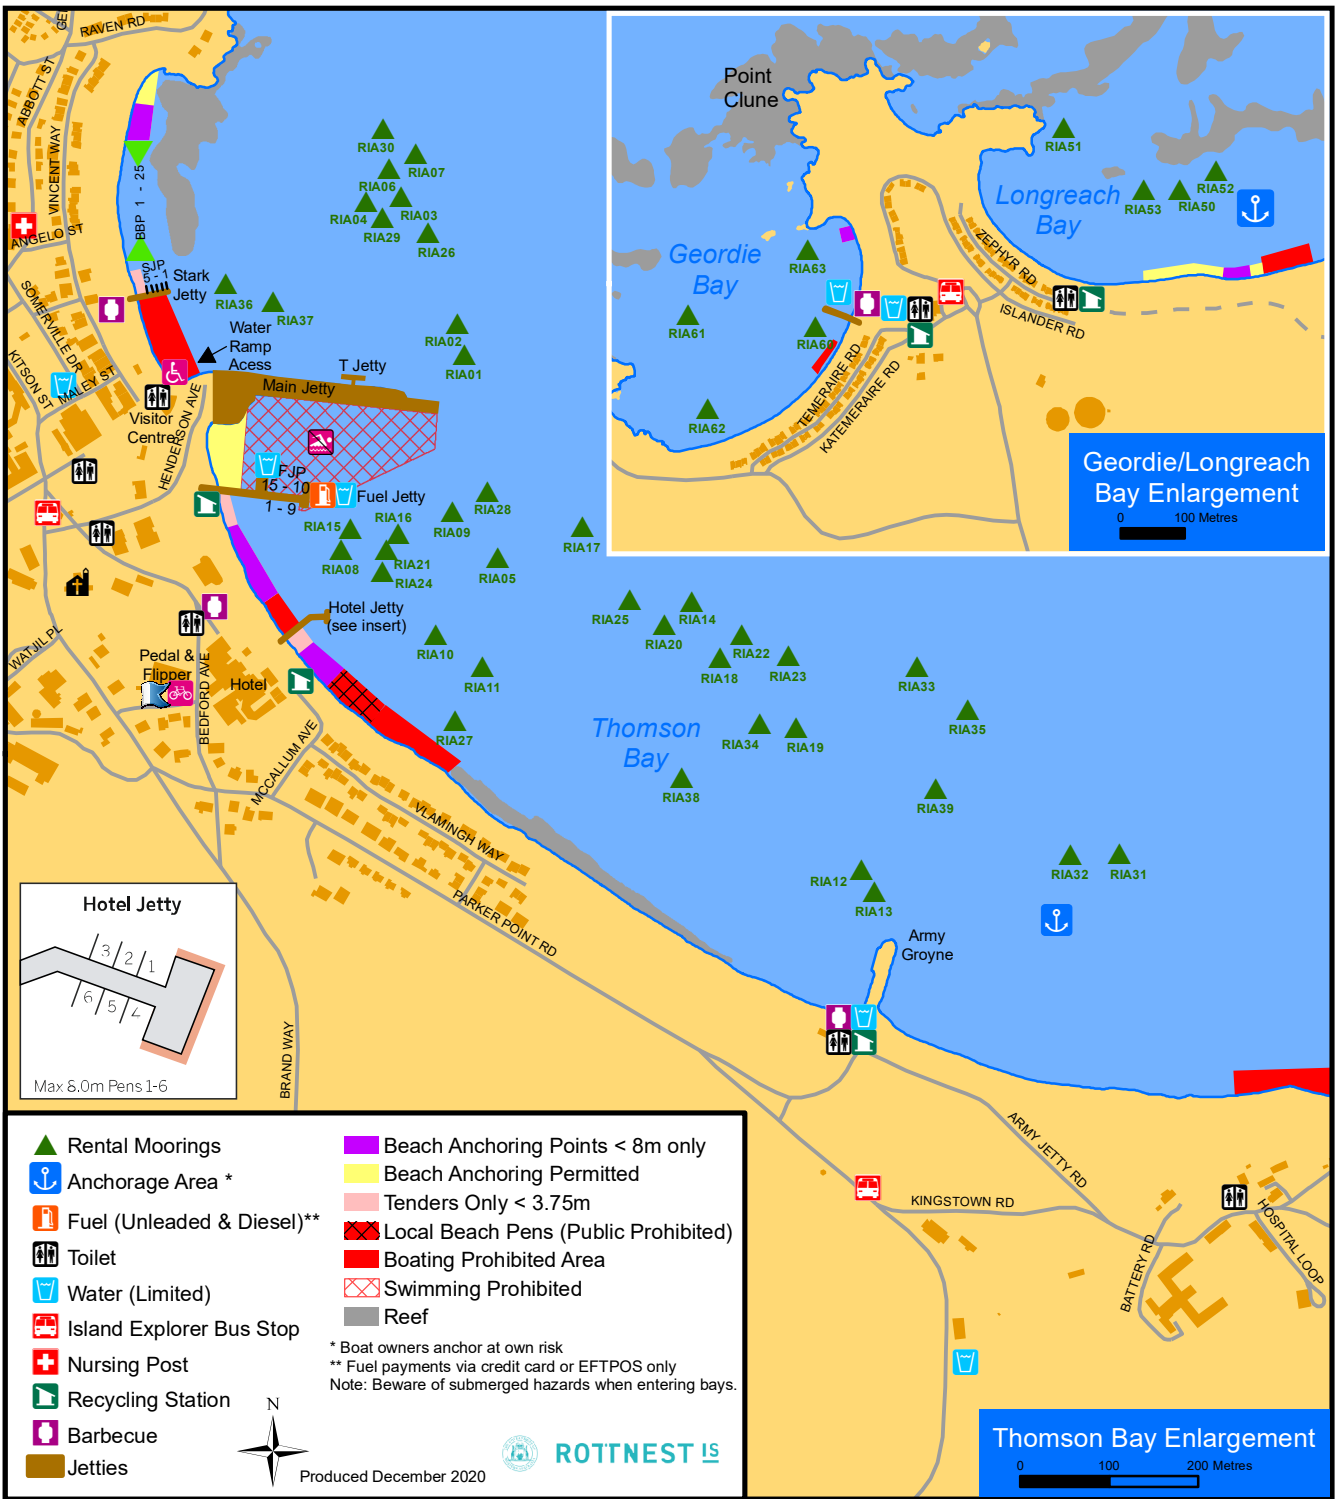 GE
RAVEN RD
ABBOTT ST
VINCENT WAY
ANGELO ST
SOMERVILLE DR
KITSON ST
MALEY ST
HENDERSON AVE
WATJIL PL
BEDFORD AVE
MCCALLUM AVE
VLAMINGH WAY
PARKER POINT RD
BRAND WAY
BBP 1 - 25
SJP
5 - 1
Stark
Jetty
Water
Ramp
Acess
T Jetty
Main Jetty
Visitor
Centre
FJP
15 - 10
1 - 9
Fuel Jetty
Hotel Jetty
(see insert)
Pedal &
Flipper
Hotel
RIA30
RIA07
RIA06
RIA04
RIA03
RIA29
RIA26
RIA36
RIA37
RIA02
RIA01
RIA28
RIA15
RIA16
RIA09
RIA17
RIA08
RIA21
RIA24
RIA05
RIA25
RIA14
RIA20
RIA10
RIA22
RIA18
RIA23
RIA11
RIA33
RIA27
RIA34
RIA19
RIA35
RIA38
RIA39
RIA12
RIA13
RIA32
RIA31
Thomson
Bay
Army
Groyne
ARMY JETTY RD
KINGSTOWN RD
BATTERY RD
HOSPITAL LOOP
Point
Clune
Geordie
Bay
Longreach
Bay
RIA51
RIA52
RIA53
RIA50
RIA63
RIA61
RIA60
RIA62
ZEPHYR RD
ISLANDER RD
TEMERAIRE RD
KATEMERAIRE RD
Geordie/Longreach
Bay Enlargement
0 100 Metres
Hotel Jetty
3 2 1
6 5 4
Max 8.0m Pens 1-6
Rental Moorings
Anchorage Area *
Fuel (Unleaded & Diesel)**
Toilet
Water (Limited)
Island Explorer Bus Stop
Nursing Post
Recycling Station
Barbecue
Jetties
Beach Anchoring Points < 8m only
Beach Anchoring Permitted
Tenders Only < 3.75m
Local Beach Pens (Public Prohibited)
Boating Prohibited Area
Swimming Prohibited
Reef
* Boat owners anchor at own risk
** Fuel payments via credit card or EFTPOS only
Note: Beware of submerged hazards when entering bays.
N
Produced December 2020
ROTTNEST IS
Thomson Bay Enlargement
0 100 200 Metres